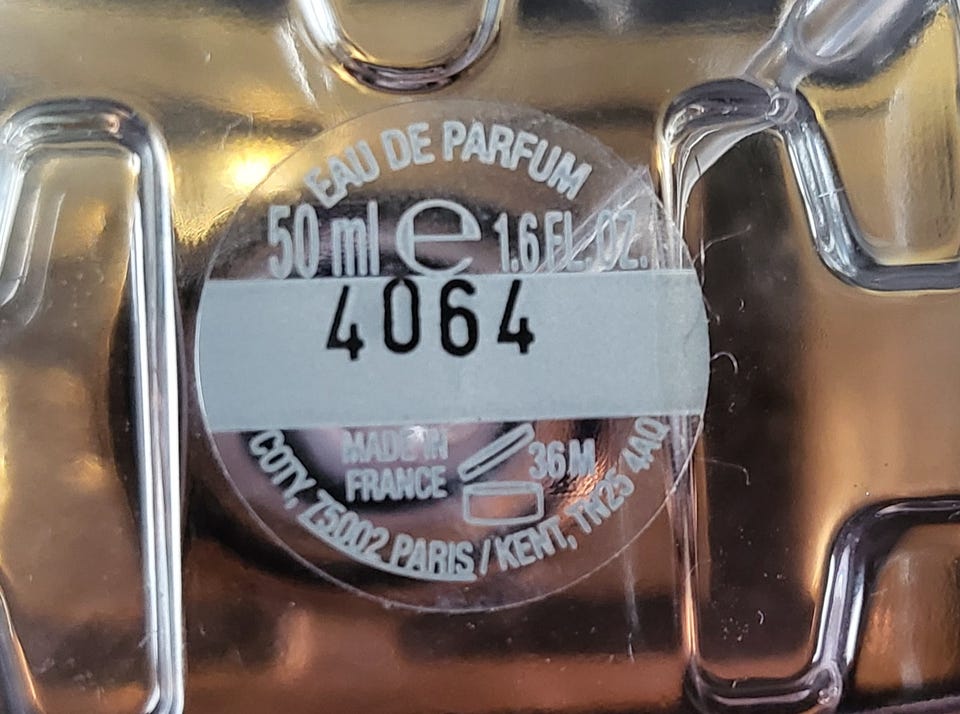 EAU DE PARFUM
50 ml e 1.6 FL.OZ.
4064
MADE IN
FRANCE
36M
COTY, 75002 PARIS / KENT, TN25 4AQ